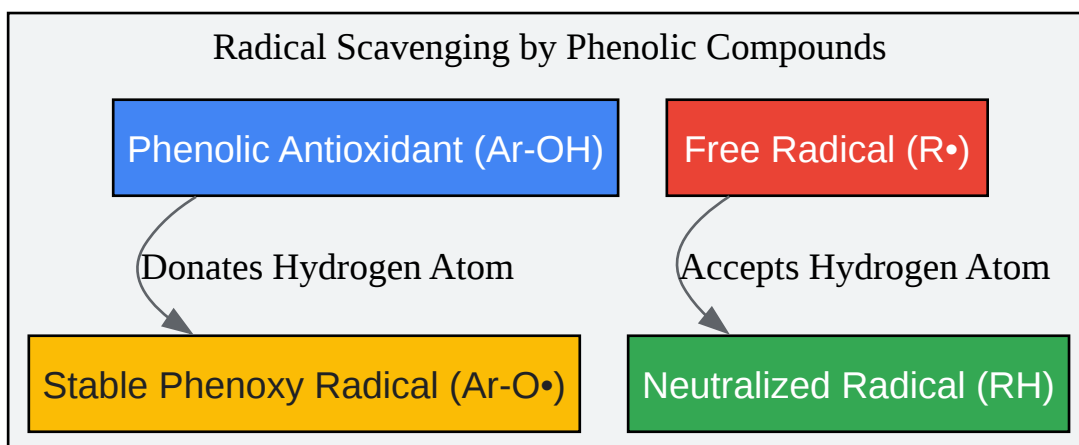 Radical Scavenging by Phenolic Compounds
Phenolic Antioxidant (Ar-OH)
Free Radical (R•)
Donates Hydrogen Atom
Accepts Hydrogen Atom
Stable Phenoxy Radical (Ar-O•)
Neutralized Radical (RH)